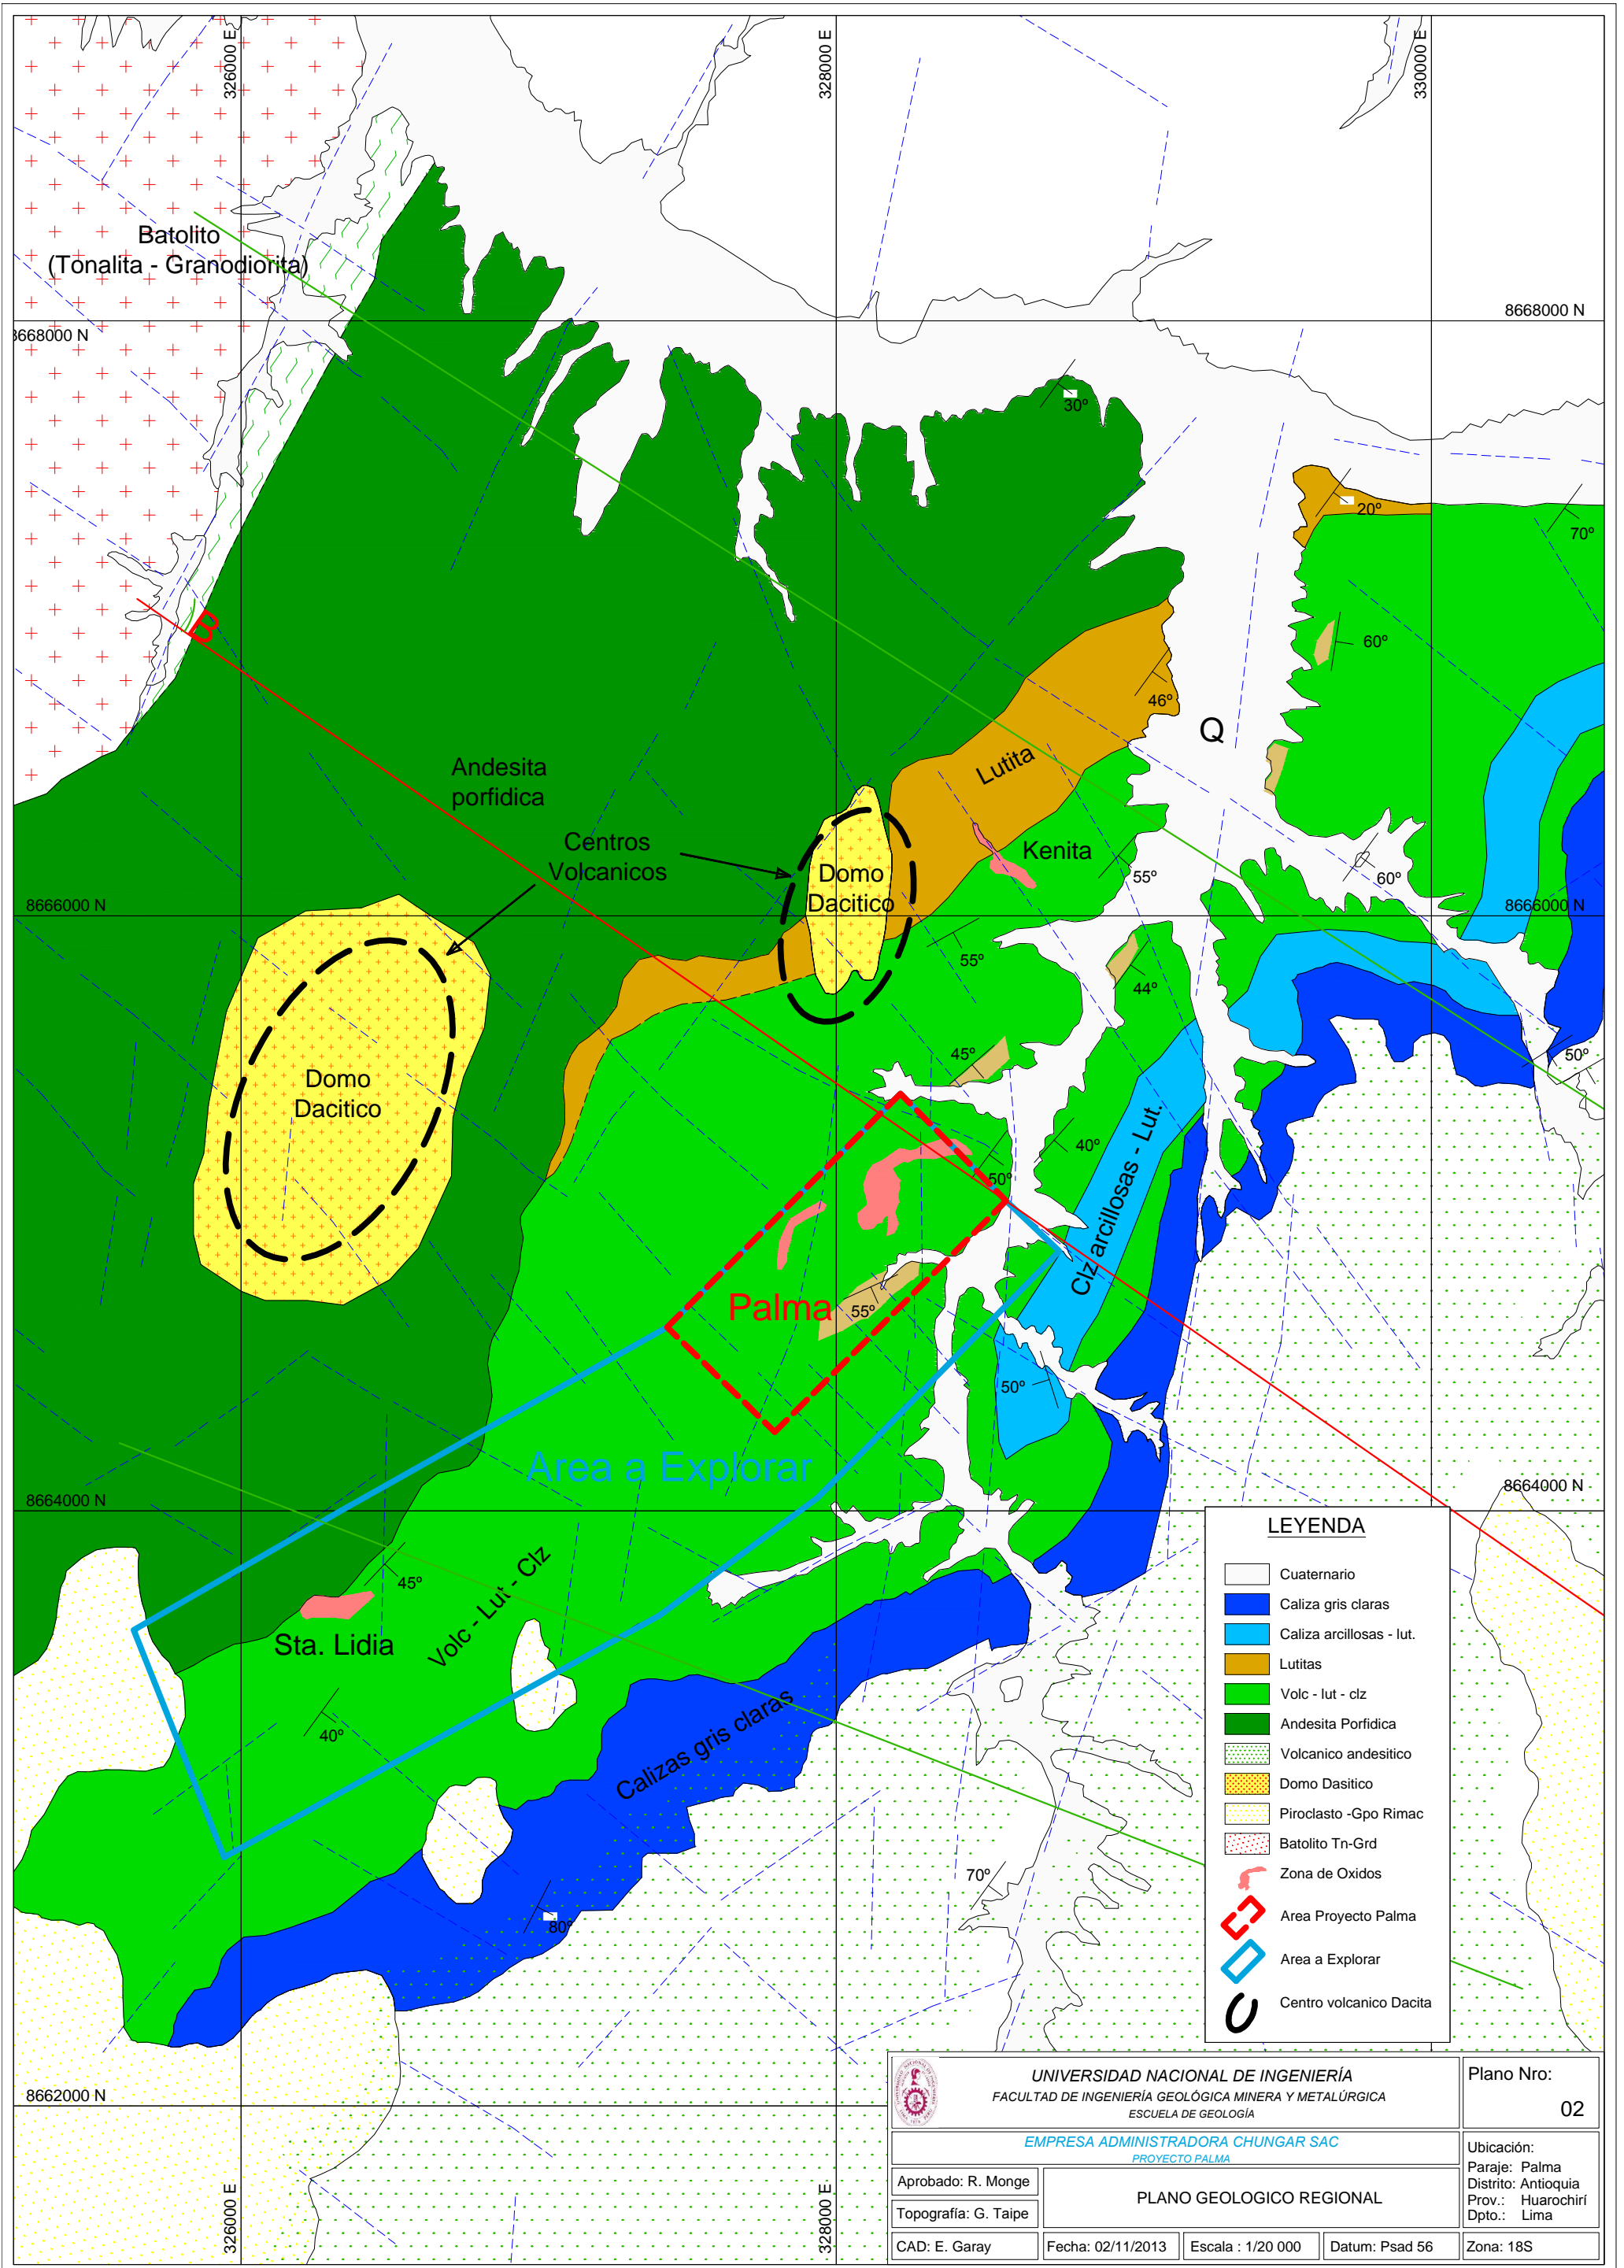 326000 E
328000 E
330000 E
Batolito
(Tonalita - Granodiorita)
8668000 N
8668000 N
30º
20º
70º
60º
B
46º
Q
Andesita
porfidica
Lutita
Centros
Volcanicos
Kenita
55º
60º
Domo
Dacitico
8666000 N
8666000 N
55º
44º
45º
50º
Domo
Dacitico
40º
50º
Clz arcillosas - Lut.
Palma
55º
50º
Area a Explorar
8664000 N
8664000 N
45º
Volc - Lut - Clz
Sta. Lidia
40º
Calizas gris claras
70º
80º
LEYENDA
Cuaternario
Caliza gris claras
Caliza arcillosas - lut.
Lutitas
Volc - lut - clz
Andesita Porfidica
Volcanico andesitico
Domo Dasitico
Piroclasto -Gpo Rimac
Batolito Tn-Grd
Zona de Oxidos
Area Proyecto Palma
Area a Explorar
Centro volcanico Dacita
8662000 N
326000 E
328000 E
UNIVERSIDAD NACIONAL DE INGENIERÍA
FACULTAD DE INGENIERÍA GEOLÓGICA MINERA Y METALÚRGICA
ESCUELA DE GEOLOGÍA
Plano Nro:
02
EMPRESA ADMINISTRADORA CHUNGAR SAC
PROYECTO PALMA
Ubicación:
Paraje: Palma
Distrito: Antioquia
Prov.: Huarochirí
Dpto.: Lima
Aprobado: R. Monge
Topografía: G. Taipe
PLANO GEOLOGICO REGIONAL
CAD: E. Garay
Fecha: 02/11/2013
Escala : 1/20 000
Datum: Psad 56
Zona: 18S